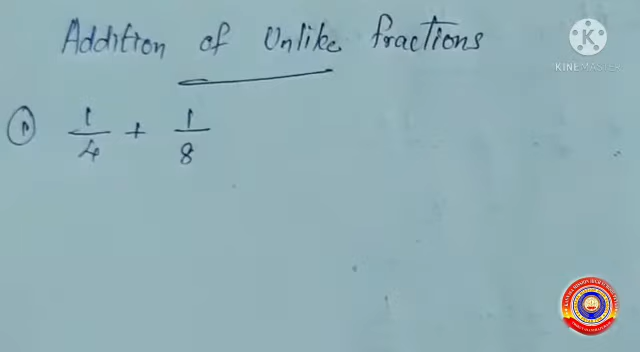 Addition of Unlike fractions
KINEMASTER
① 1/4 + 1/8